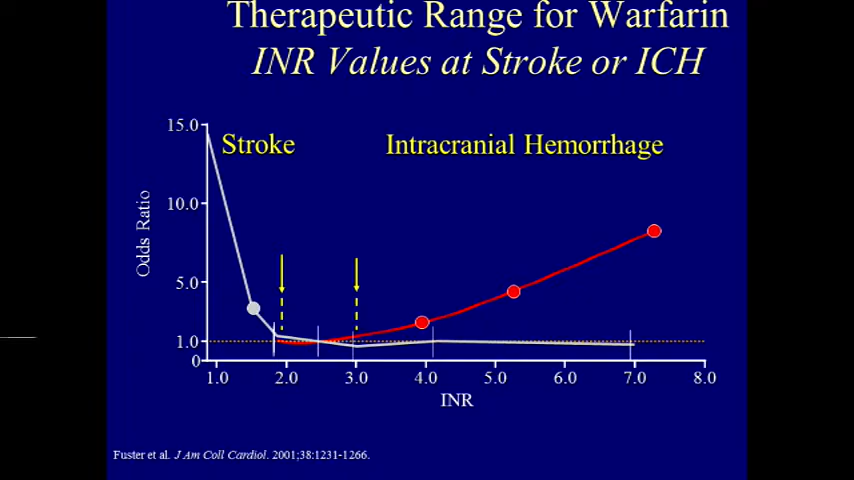 Therapeutic Range for Warfarin
INR Values at Stroke or ICH
15.0
Stroke
Intracranial Hemorrhage
10.0
Odds Ratio
5.0
1.0
0
1.0 2.0 3.0 4.0 5.0 6.0 7.0 8.0
INR
Fuster et al. J Am Coll Cardiol. 2001;38:1231-1266.